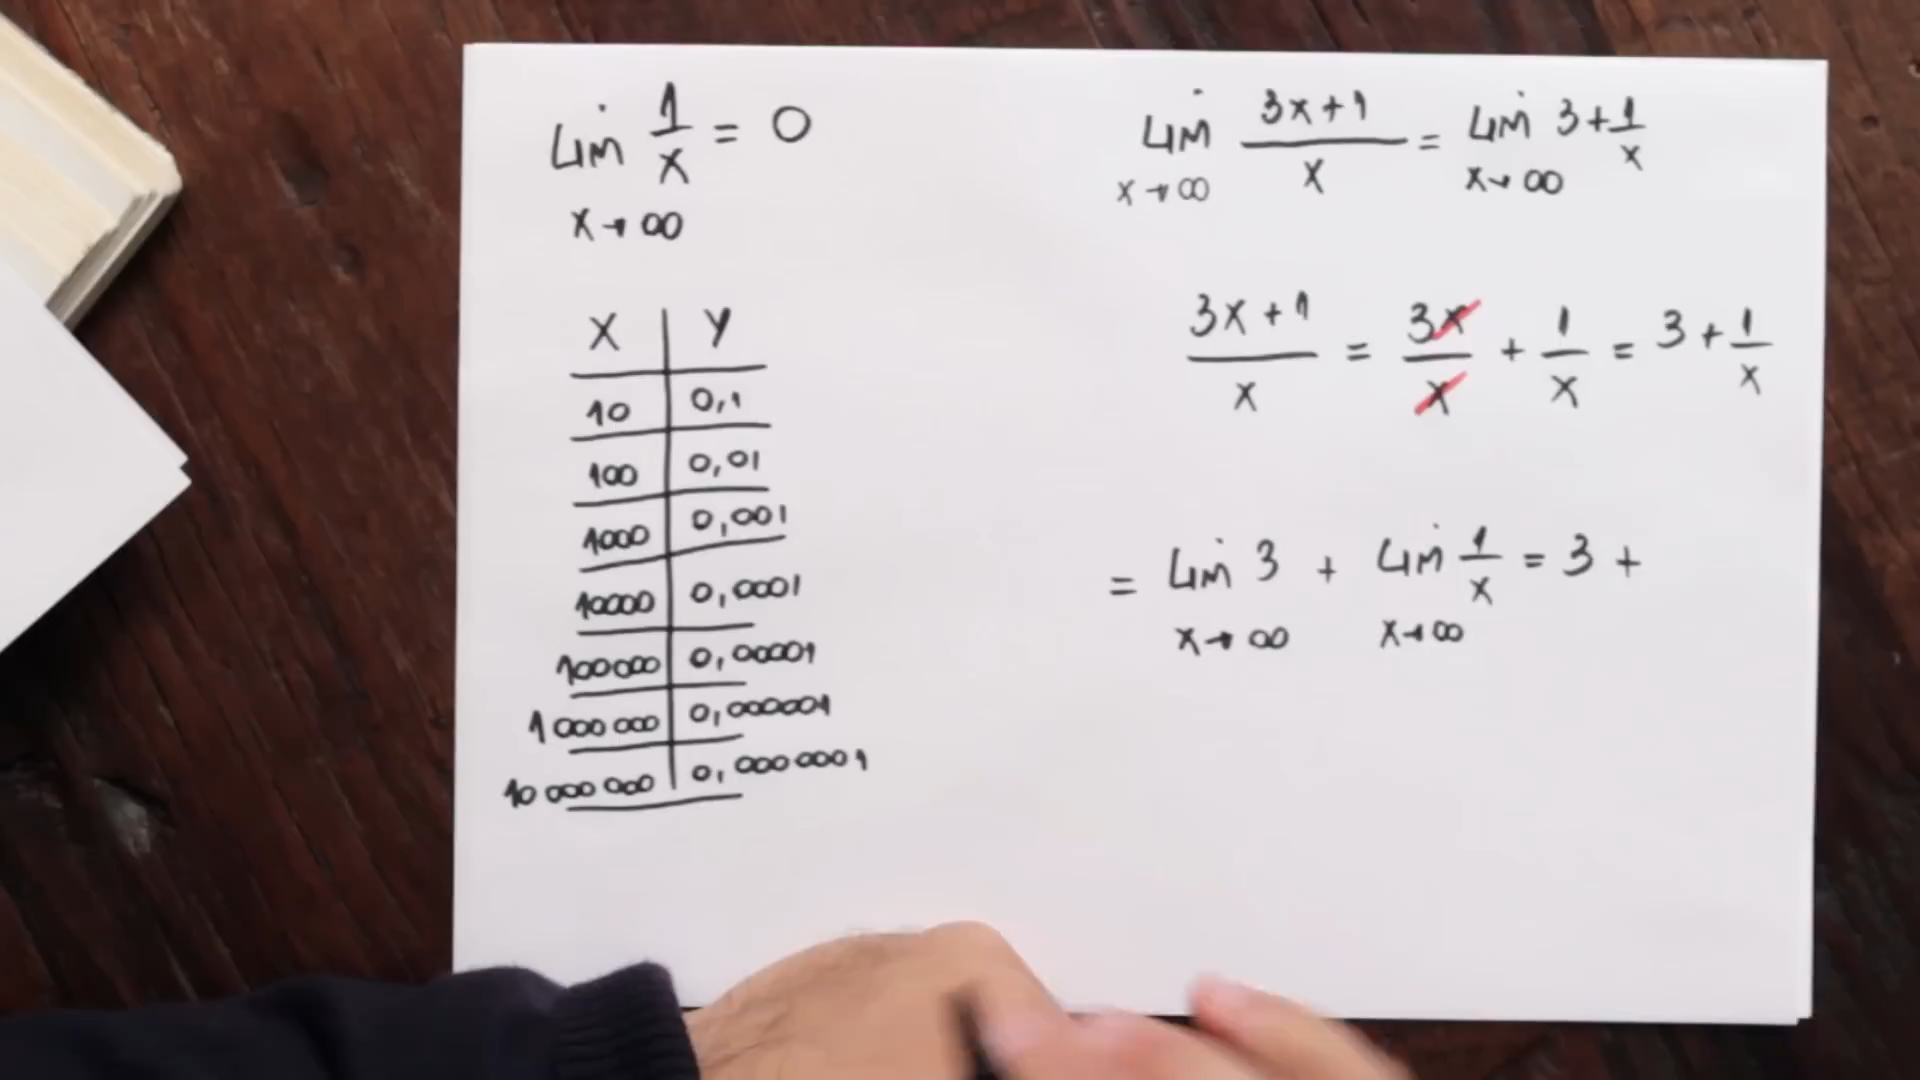 Lim 1/x = 0
x→∞
X | Y
10 | 0,1
100 | 0,01
1000 | 0,001
10000 | 0,0001
100000 | 0,00001
1 000 000 | 0,000001
10 000 000 | 0,0000001
Lim (3x+1)/x = Lim 3+1/x
x→∞ x→∞
(3x+1)/x = 3x/x + 1/x = 3+1/x
= Lim 3 + Lim 1/x = 3 +
x→∞ x→∞